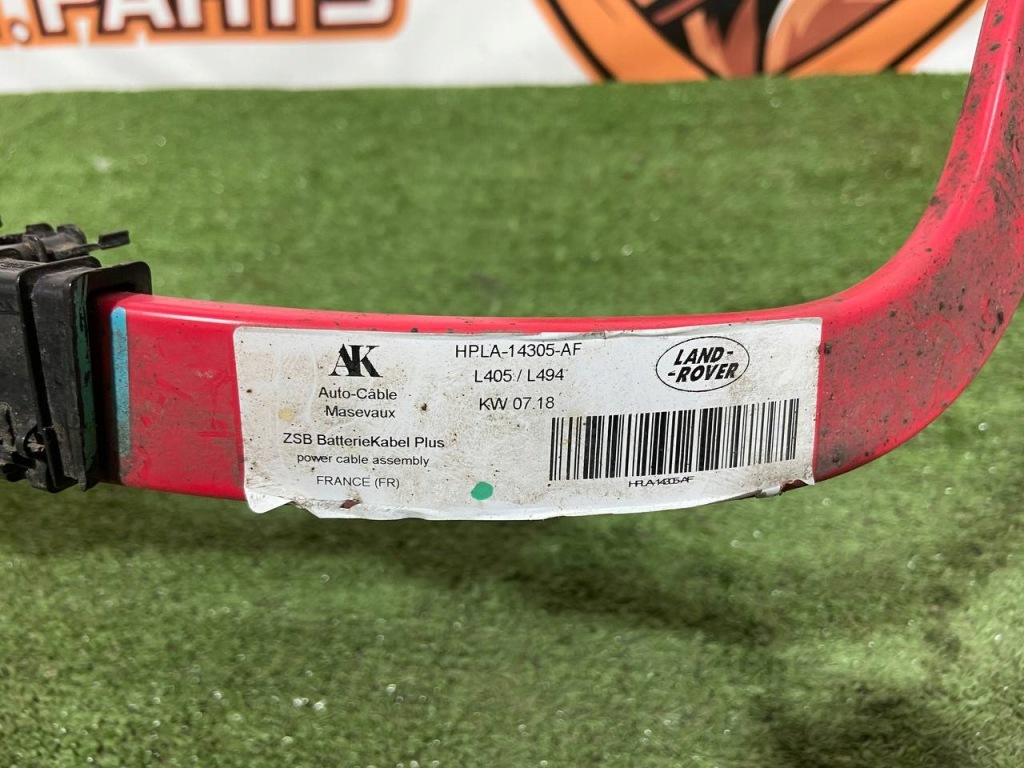 .PARTS
AK
Auto-Câble
Masevaux
ZSB BatterieKabel Plus
power cable assembly
FRANCE (FR)
HPLA-14305-AF
L405 / L494
KW 07.18
LAND-
-ROVER
HPLA-14305-AF